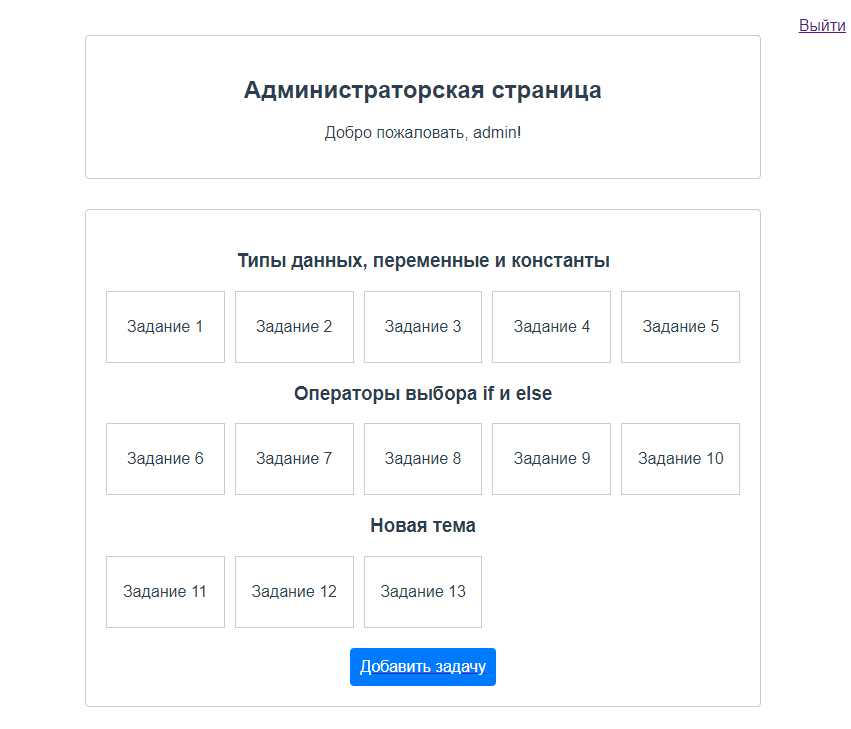 Выйти
Администраторская страница
Добро пожаловать, admin!
Типы данных, переменные и константы
Задание 1 Задание 2 Задание 3 Задание 4 Задание 5
Операторы выбора if и else
Задание 6 Задание 7 Задание 8 Задание 9 Задание 10
Новая тема
Задание 11 Задание 12 Задание 13
Добавить задачу